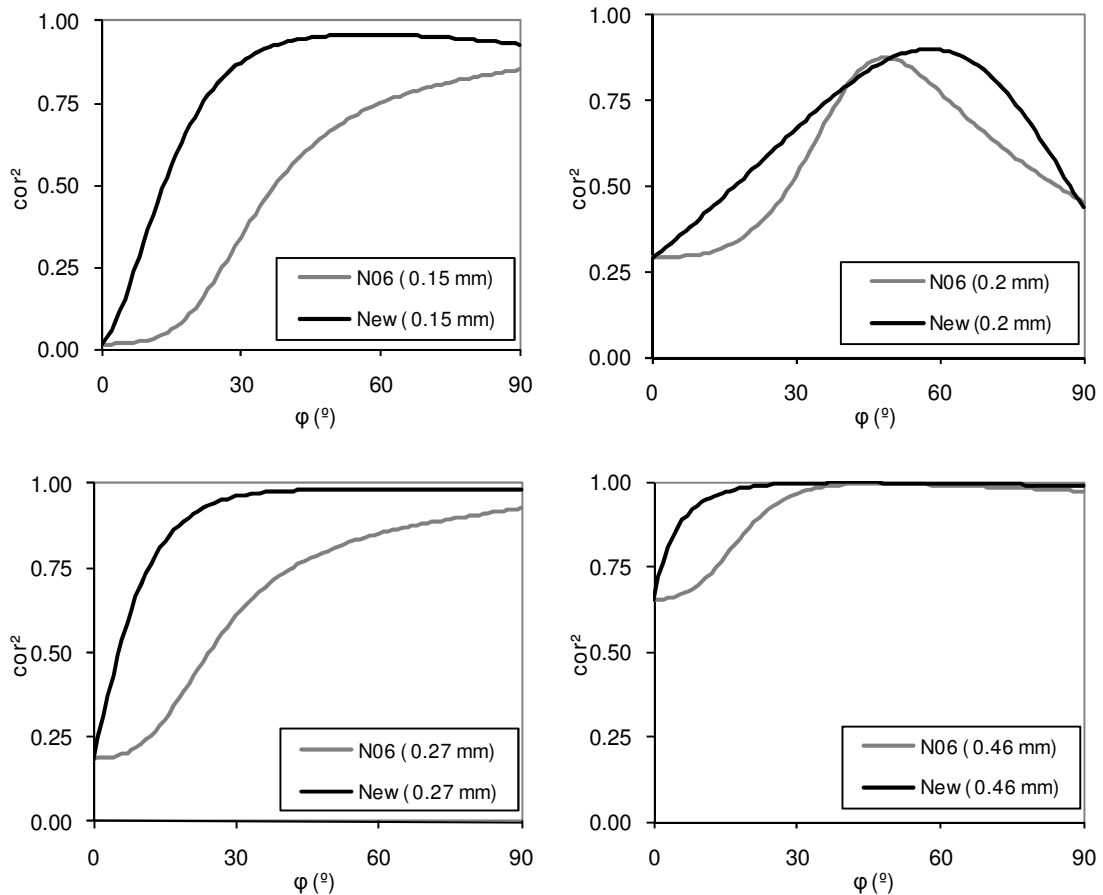 1.00
0.75
0.50
0.25
0.00
cor²
0 30 60 90
φ (º)
N06 ( 0.15 mm)
New ( 0.15 mm)
1.00
0.75
0.50
0.25
0.00
cor²
0 30 60 90
φ (º)
N06 (0.2 mm)
New (0.2 mm)
1.00
0.75
0.50
0.25
0.00
cor²
0 30 60 90
φ (º)
N06 ( 0.27 mm)
New ( 0.27 mm)
1.00
0.75
0.50
0.25
0.00
cor²
0 30 60 90
φ (º)
N06 ( 0.46 mm)
New ( 0.46 mm)